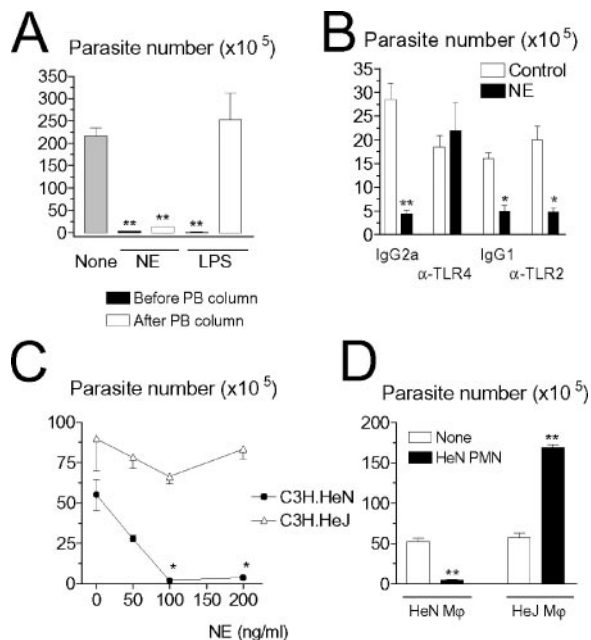 A
Parasite number (x10 5)
350
300
250
200
150
100
50
0
**
**
**
None
NE
LPS
Before PB column
After PB column
B
Parasite number (x10 5)
Control
NE
35
30
25
20
15
10
5
0
**
*
*
IgG2a
IgG1
α-TLR4
α-TLR2
C
Parasite number (x10 5)
100
75
50
25
0
C3H.HeN
C3H.HeJ
*
*
0 50 100 150 200
NE (ng/ml)
D
Parasite number (x10 5)
None
HeN PMN
200
150
100
50
0
**
**
HeN Mφ
HeJ Mφ